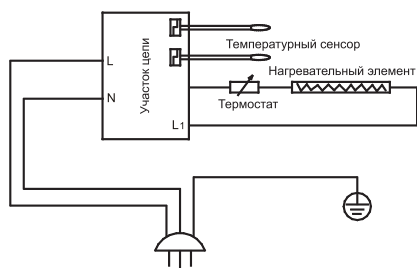 Температурный сенсор
L
Участок цепи
Нагревательный элемент
N
Термостат
L1